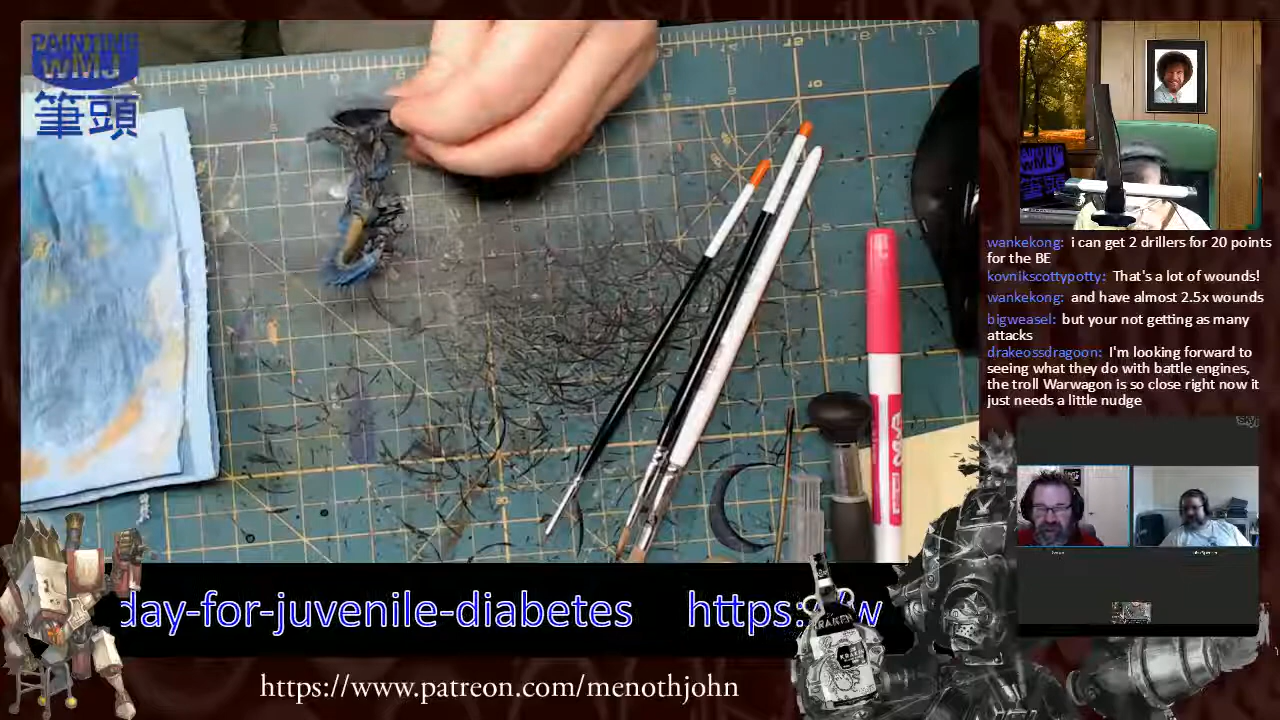 PAINTING
WMJ
筆頭
wankekong: i can get 2 drillers for 20 points
for the BE
kovnikscottypotty: That's a lot of wounds!
wankekong: and have almost 2.5x wounds
bigweasel: but your not getting as many
attacks
drakeossdragoon: I'm looking forward to
seeing what they do with battle engines,
the troll Warwagon is so close right now it
just needs a little nudge
day-for-juvenile-diabetes https://w
KRAKEN
https://www.patreon.com/menothjohn